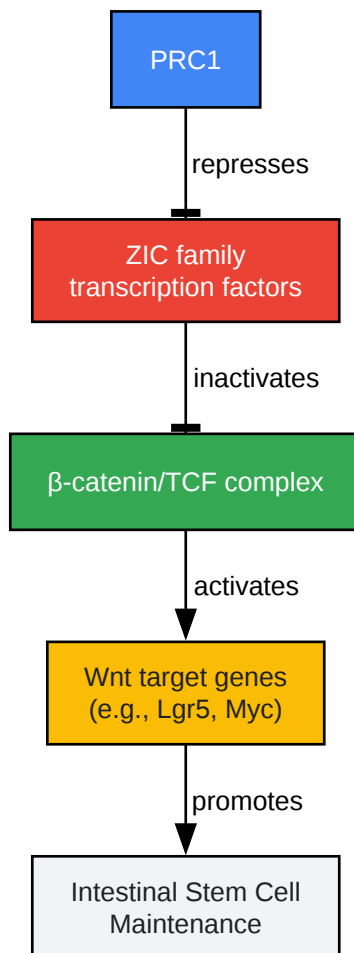 PRC1
represses
ZIC family
transcription factors
inactivates
β-catenin/TCF complex
activates
Wnt target genes
(e.g., Lgr5, Myc)
promotes
Intestinal Stem Cell
Maintenance